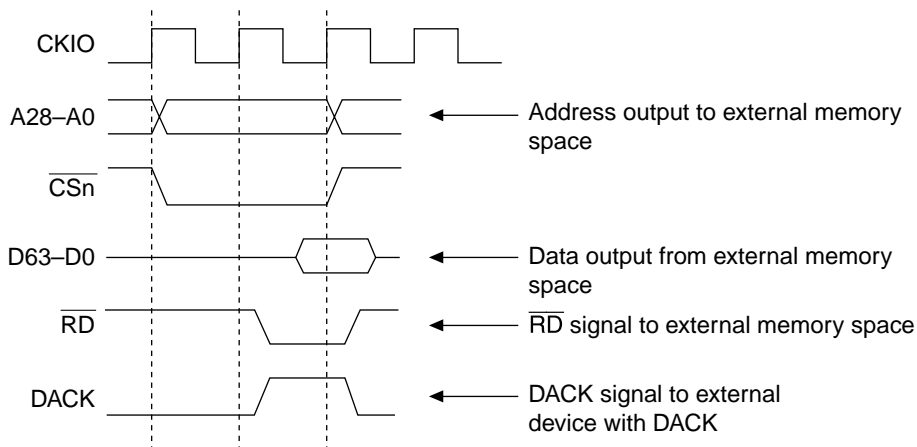 CKIO
A28–A0
Address output to external memory
space
CSn
D63–D0
Data output from external memory
space
RD
RD signal to external memory space
DACK
DACK signal to external
device with DACK